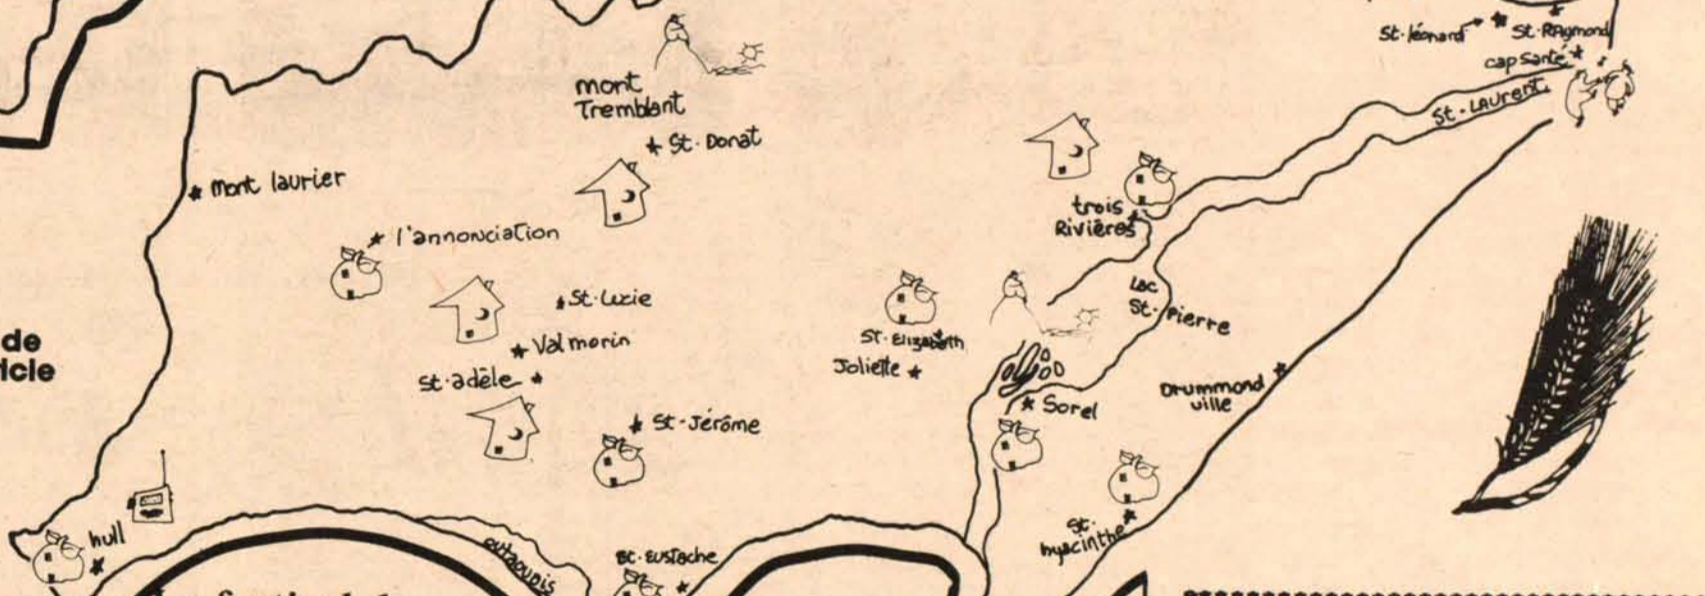 St-léonard
St-RAymond
cap santé
St-LAurent
mont
Tremblant
St-Donat
mont laurier
trois
Rivières
l'annonciation
Lac
St-Pierre
St-Lucie
Val morin
St-Elizabeth
Joliette
de
icle
St-adèle
Drummond
ville
Sorel
St-Jérôme
St-
hyacinthe
hull
outaouais
St-Eustache